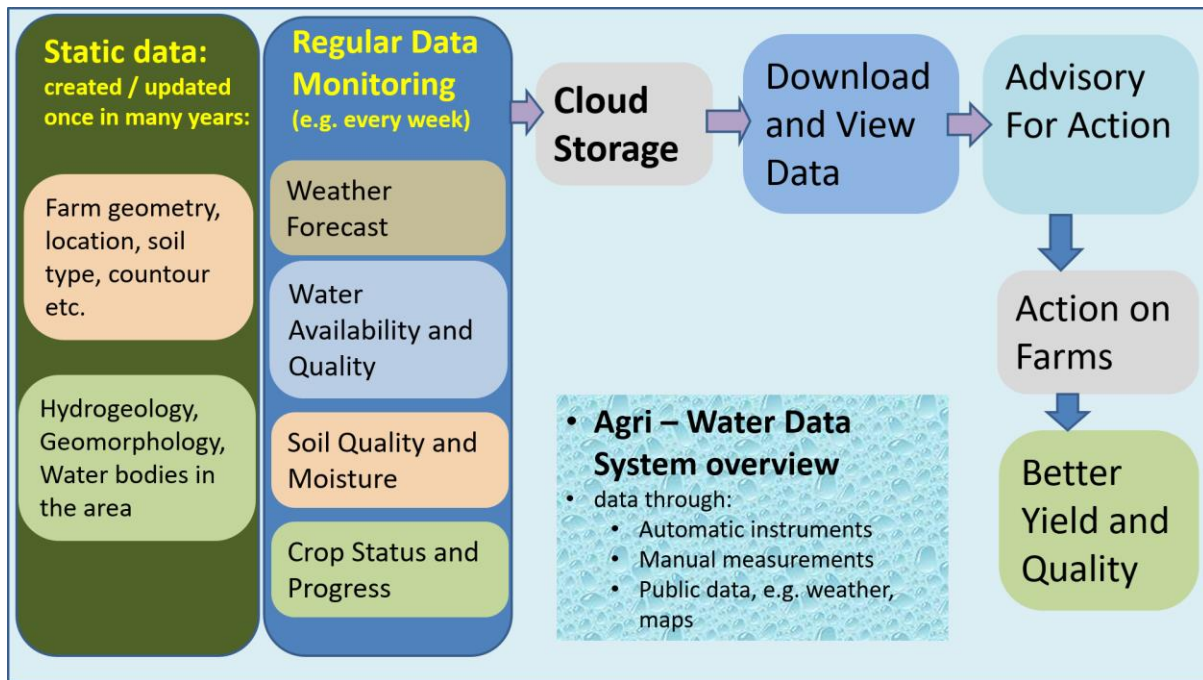 Static data:
created / updated
once in many years:
Farm geometry,
location, soil
type, countour
etc.
Hydrogeology,
Geomorphology,
Water bodies in
the area
Regular Data
Monitoring
(e.g. every week)
Weather
Forecast
Water
Availability and
Quality
Soil Quality and
Moisture
Crop Status and
Progress
Cloud
Storage
Download
and View
Data
Advisory
For Action
Action on
Farms
Better
Yield and
Quality
• Agri – Water Data
System overview
• data through:
• Automatic instruments
• Manual measurements
• Public data, e.g. weather,
maps